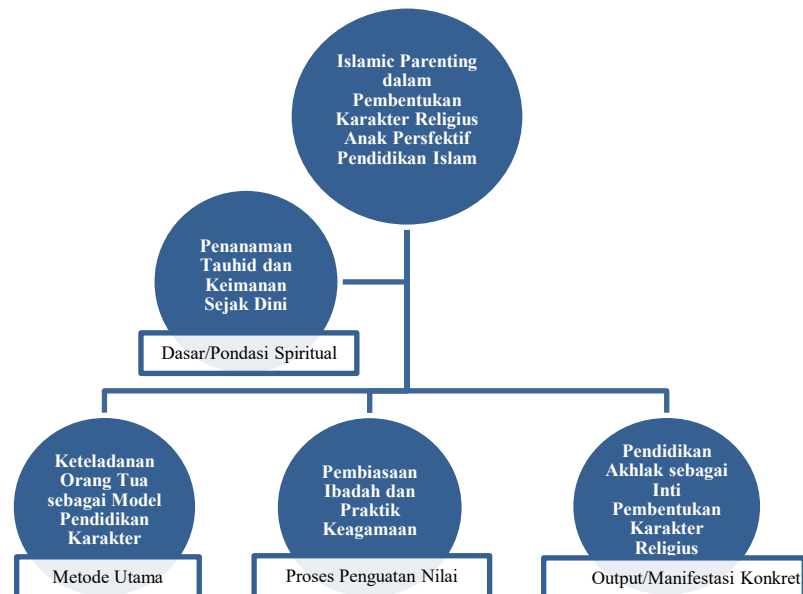 Islamic Parenting
dalam
Pembentukan
Karakter Religius
Anak Persfektif
Pendidikan Islam
Penanaman
Tauhid dan
Keimanan
Sejak Dini
Dasar/Pondasi Spiritual
Keteladanan
Orang Tua
sebagai Model
Pendidikan
Karakter
Metode Utama
Pembiasaan
Ibadah dan
Praktik
Keagamaan
Proses Penguatan Nilai
Pendidikan
Akhlak sebagai
Inti
Pembentukan
Karakter
Religius
Output/Manifestasi Konkret